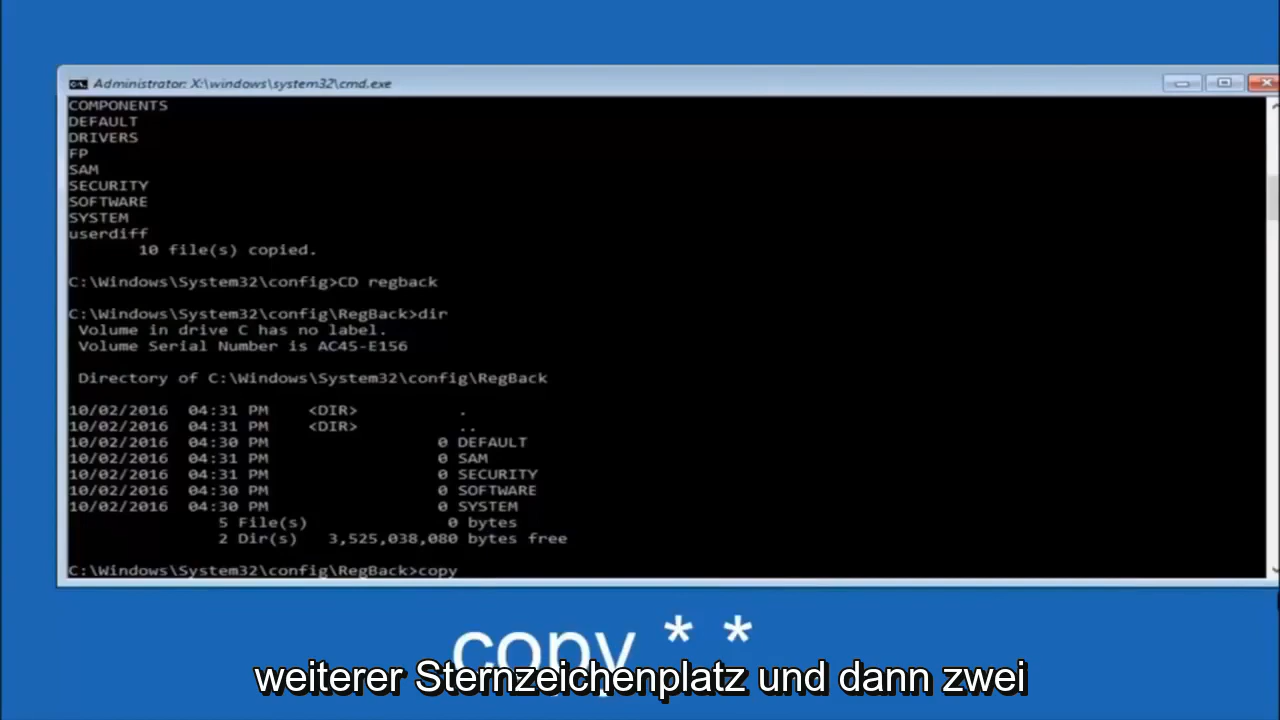 Administrator: X:\windows\system32\cmd.exe
COMPONENTS
DEFAULT
DRIVERS
FP
SAM
SECURITY
SOFTWARE
SYSTEM
userdiff
10 file(s) copied.
C:\Windows\System32\config>CD regback
C:\Windows\System32\config\RegBack>dir
Volume in drive C has no label.
Volume Serial Number is AC45-E156
Directory of C:\Windows\System32\config\RegBack
10/02/2016 04:31 PM <DIR> .
10/02/2016 04:31 PM <DIR> ..
10/02/2016 04:30 PM 0 DEFAULT
10/02/2016 04:31 PM 0 SAM
10/02/2016 04:31 PM 0 SECURITY
10/02/2016 04:30 PM 0 SOFTWARE
10/02/2016 04:30 PM 0 SYSTEM
5 File(s) 0 bytes
2 Dir(s) 3,525,038,080 bytes free
C:\Windows\System32\config\RegBack>copy
copy * *
weiterer Sternzeichenplatz und dann zwei